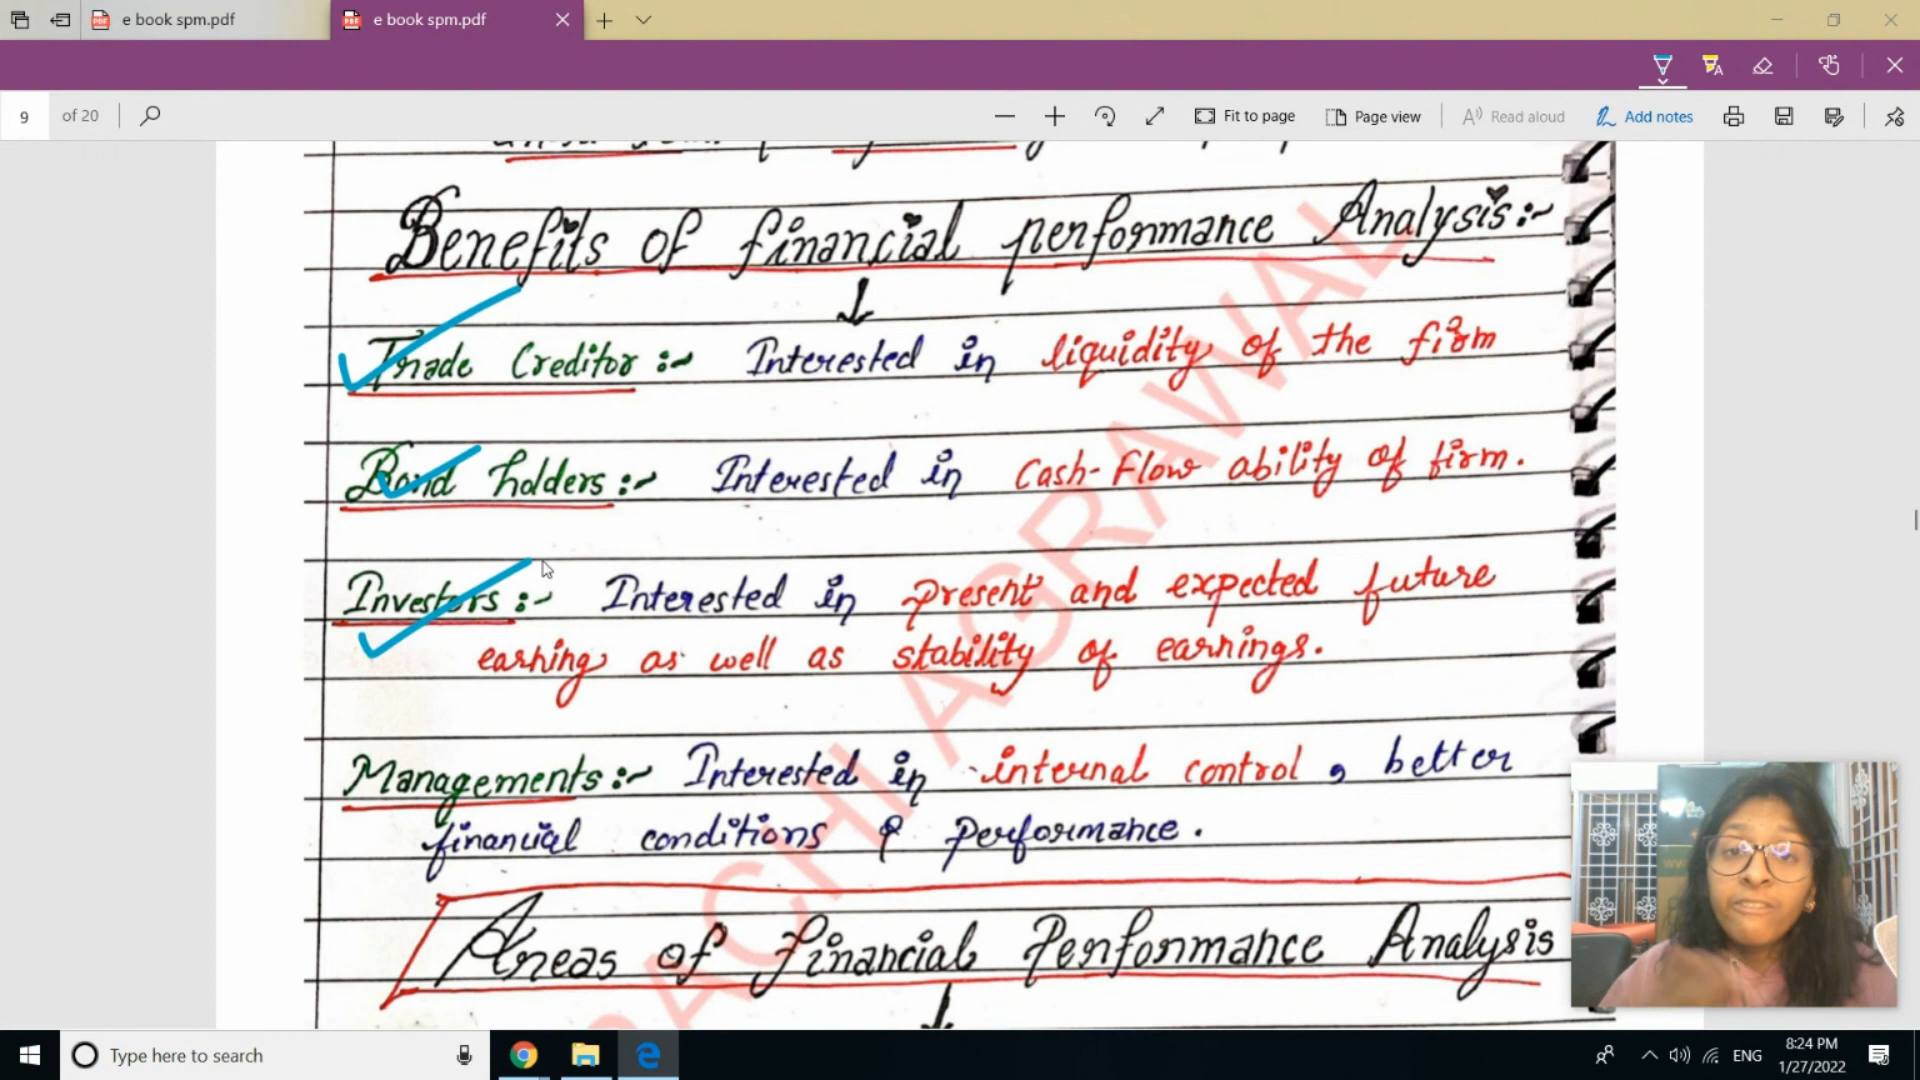 e book spm.pdf
e book spm.pdf
9 of 20
Fit to page
Page view
Read aloud
Add notes
Benefits of financial performance Analysis:-
Trade Creditor :- Interested in liquidity of the firm
Bond holders :- Interested in Cash-Flow ability of firm.
Investors :- Interested in present and expected future
earning as well as stability of earnings.
Managements :- Interested in internal control, better
financial conditions & performance.
Areas of Financial Performance Analysis
ACHI AGRAWAL
Type here to search
ENG
8:24 PM
1/27/2022